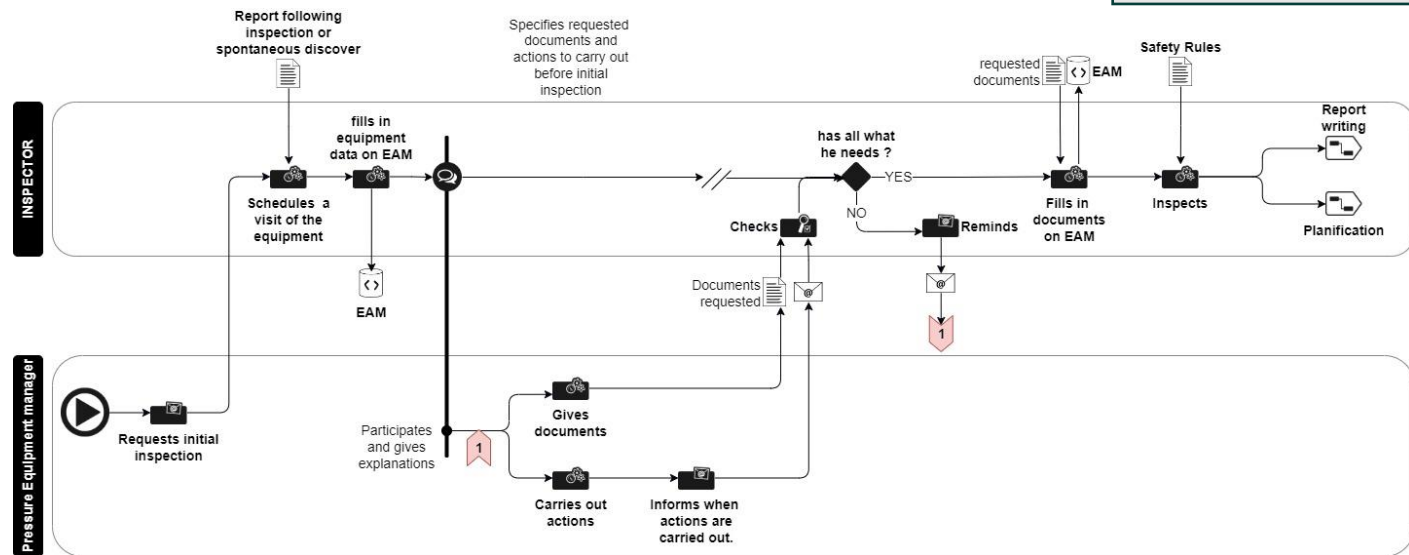 Report following
inspection or
spontaneous discover
Specifies requested
documents and
actions to carry out
before initial
inspection
requested
documents
EAM
Safety Rules
INSPECTOR
fills in
equipment
data on EAM
has all what
he needs ?
Report
writing
YES
Schedules a
visit of the
equipment
NO
Checks
Reminds
Fills in
documents
on EAM
Inspects
Planification
EAM
Documents
requested
@
@
1
Pressure Equipment manager
Requests initial
inspection
Participates
and gives
explanations
1
Gives
documents
Carries out
actions
Informs when
actions are
carried out.